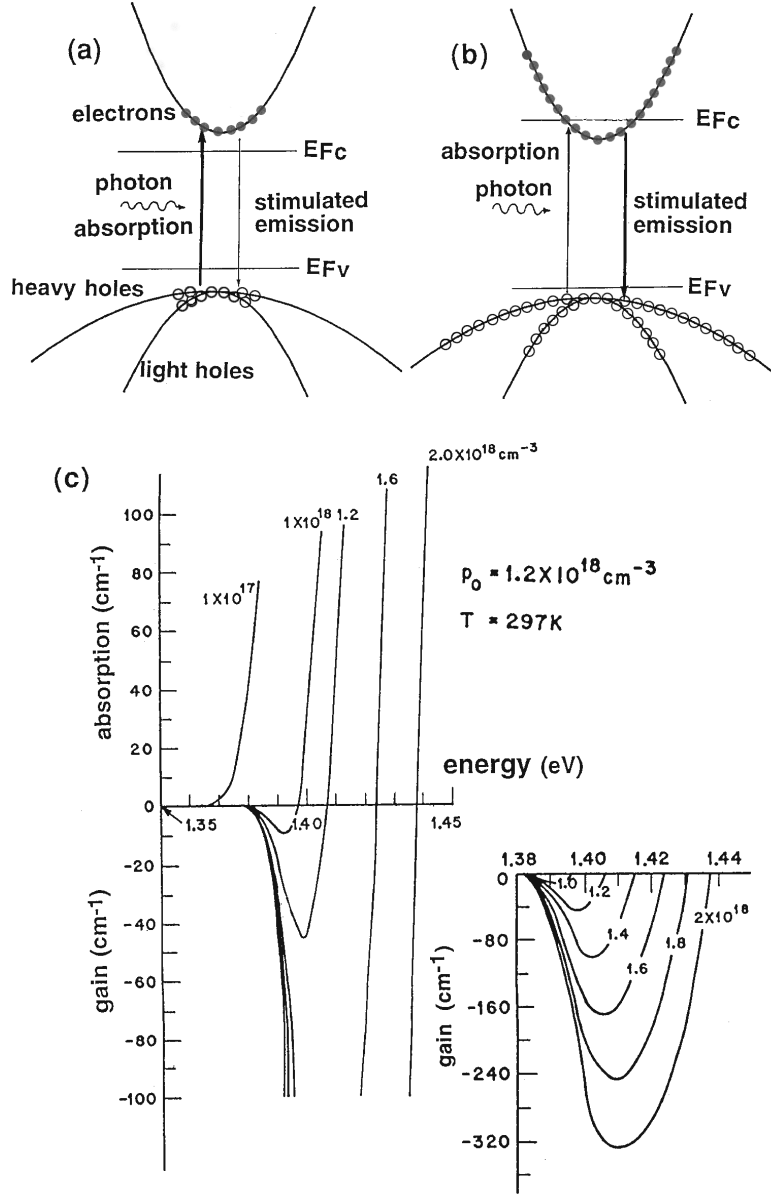 (a)
electrons
EFc
photon
absorption
stimulated
emission
EFv
heavy holes
light holes
(b)
EFc
absorption
photon
stimulated
emission
EFv
(c)
2.0X10^18 cm^-3
1.6
1X10^18 1.2
1X10^17
p_o = 1.2X10^18 cm^-3
T = 297K
absorption (cm^-1)
100
80
60
40
20
0
energy (eV)
1.35
1.40
1.45
gain (cm^-1)
-20
-40
-60
-80
-100
1.38 1.40 1.42 1.44
0
-80
-160
-240
-320
gain (cm^-1)
1.0
1.2
1.4
1.6
1.8
2X10^18